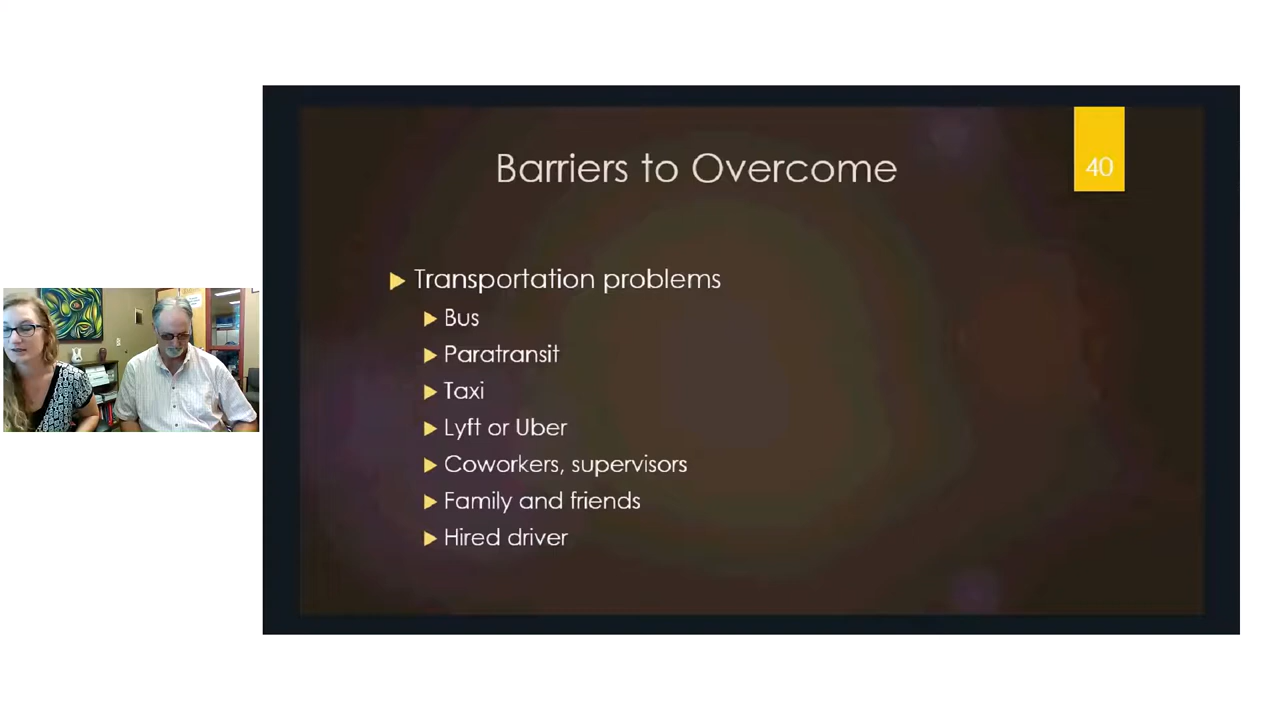 Barriers to Overcome
40
Transportation problems
Bus
Paratransit
Taxi
Lyft or Uber
Coworkers, supervisors
Family and friends
Hired driver